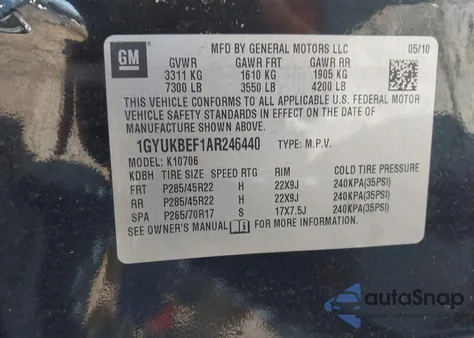 GM
MFD BY GENERAL MOTORS LLC 05/10
GVWR GAWR FRT GAWR RR
3311 KG 1610 KG 1905 KG
7300 LB 3550 LB 4200 LB
THIS VEHICLE CONFORMS TO ALL APPLICABLE U.S. FEDERAL MOTOR
VEHICLE SAFETY STANDARDS IN EFFECT ON THE DATE OF
MANUFACTURE SHOWN ABOVE.
1GYUKBEF1AR246440 TYPE: M.P.V.
MODEL: K10706
KDBH TIRE SIZE SPEED RTG RIM COLD TIRE PRESSURE
FRT P285/45R22 H 22X9J 240KPA(35PSI)
RR P285/45R22 H 22X9J 240KPA(35PSI)
SPA P265/70R17 S 17X7.5J 240KPA(35PSI)
SEE OWNER'S MANUAL i FOR MORE INFORMATION.
autoSnap